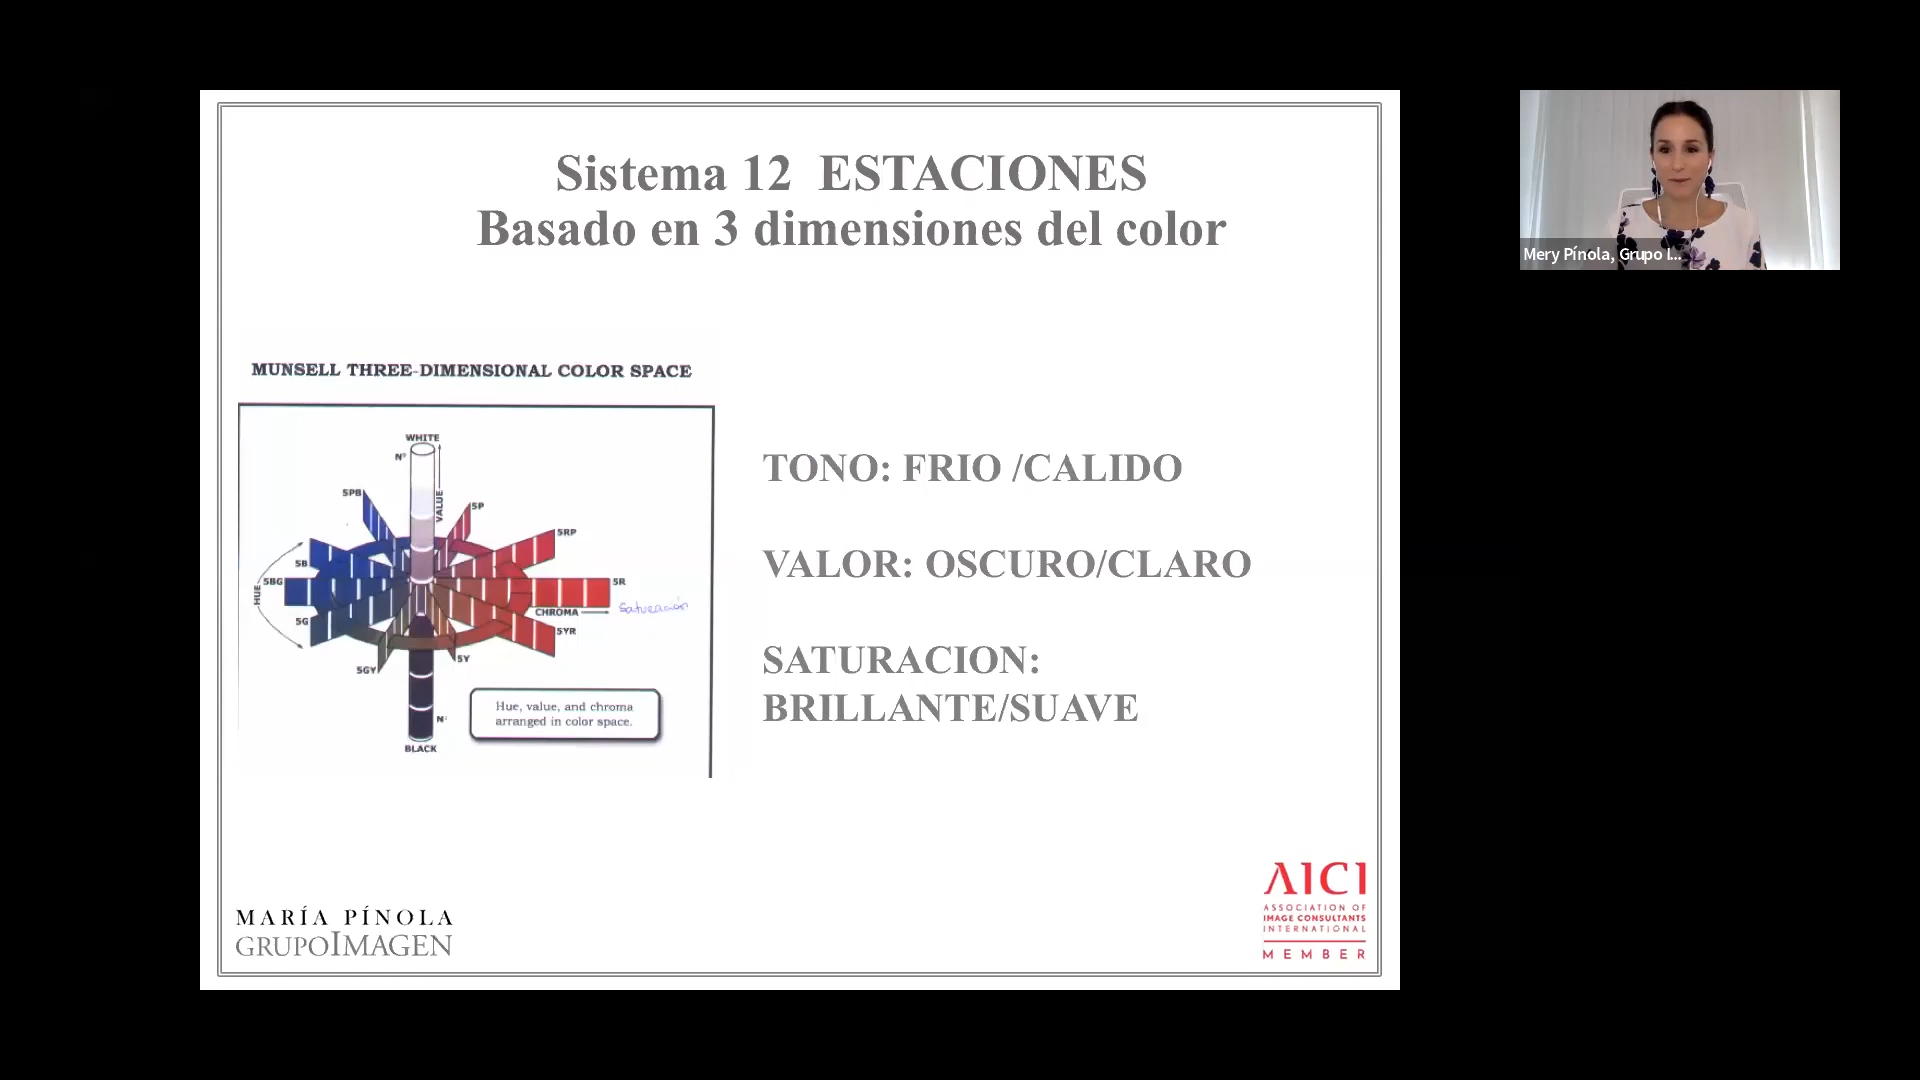 Sistema 12 ESTACIONES
Basado en 3 dimensiones del color
Mery Pínola, Grupo I...
MUNSELL THREE-DIMENSIONAL COLOR SPACE
WHITE
N9
VALUE
5PB
5P
5RP
5B
5BG
5R
HUE
CHROMA
Saturación
5G
5YR
5Y
5GY
N1
BLACK
Hue, value, and chroma
arranged in color space.
TONO: FRIO /CALIDO
VALOR: OSCURO/CLARO
SATURACION:
BRILLANTE/SUAVE
MARÍA PÍNOLA
GRUPOIMAGEN
AICI
ASSOCIATION OF
IMAGE CONSULTANTS
INTERNATIONAL
MEMBER